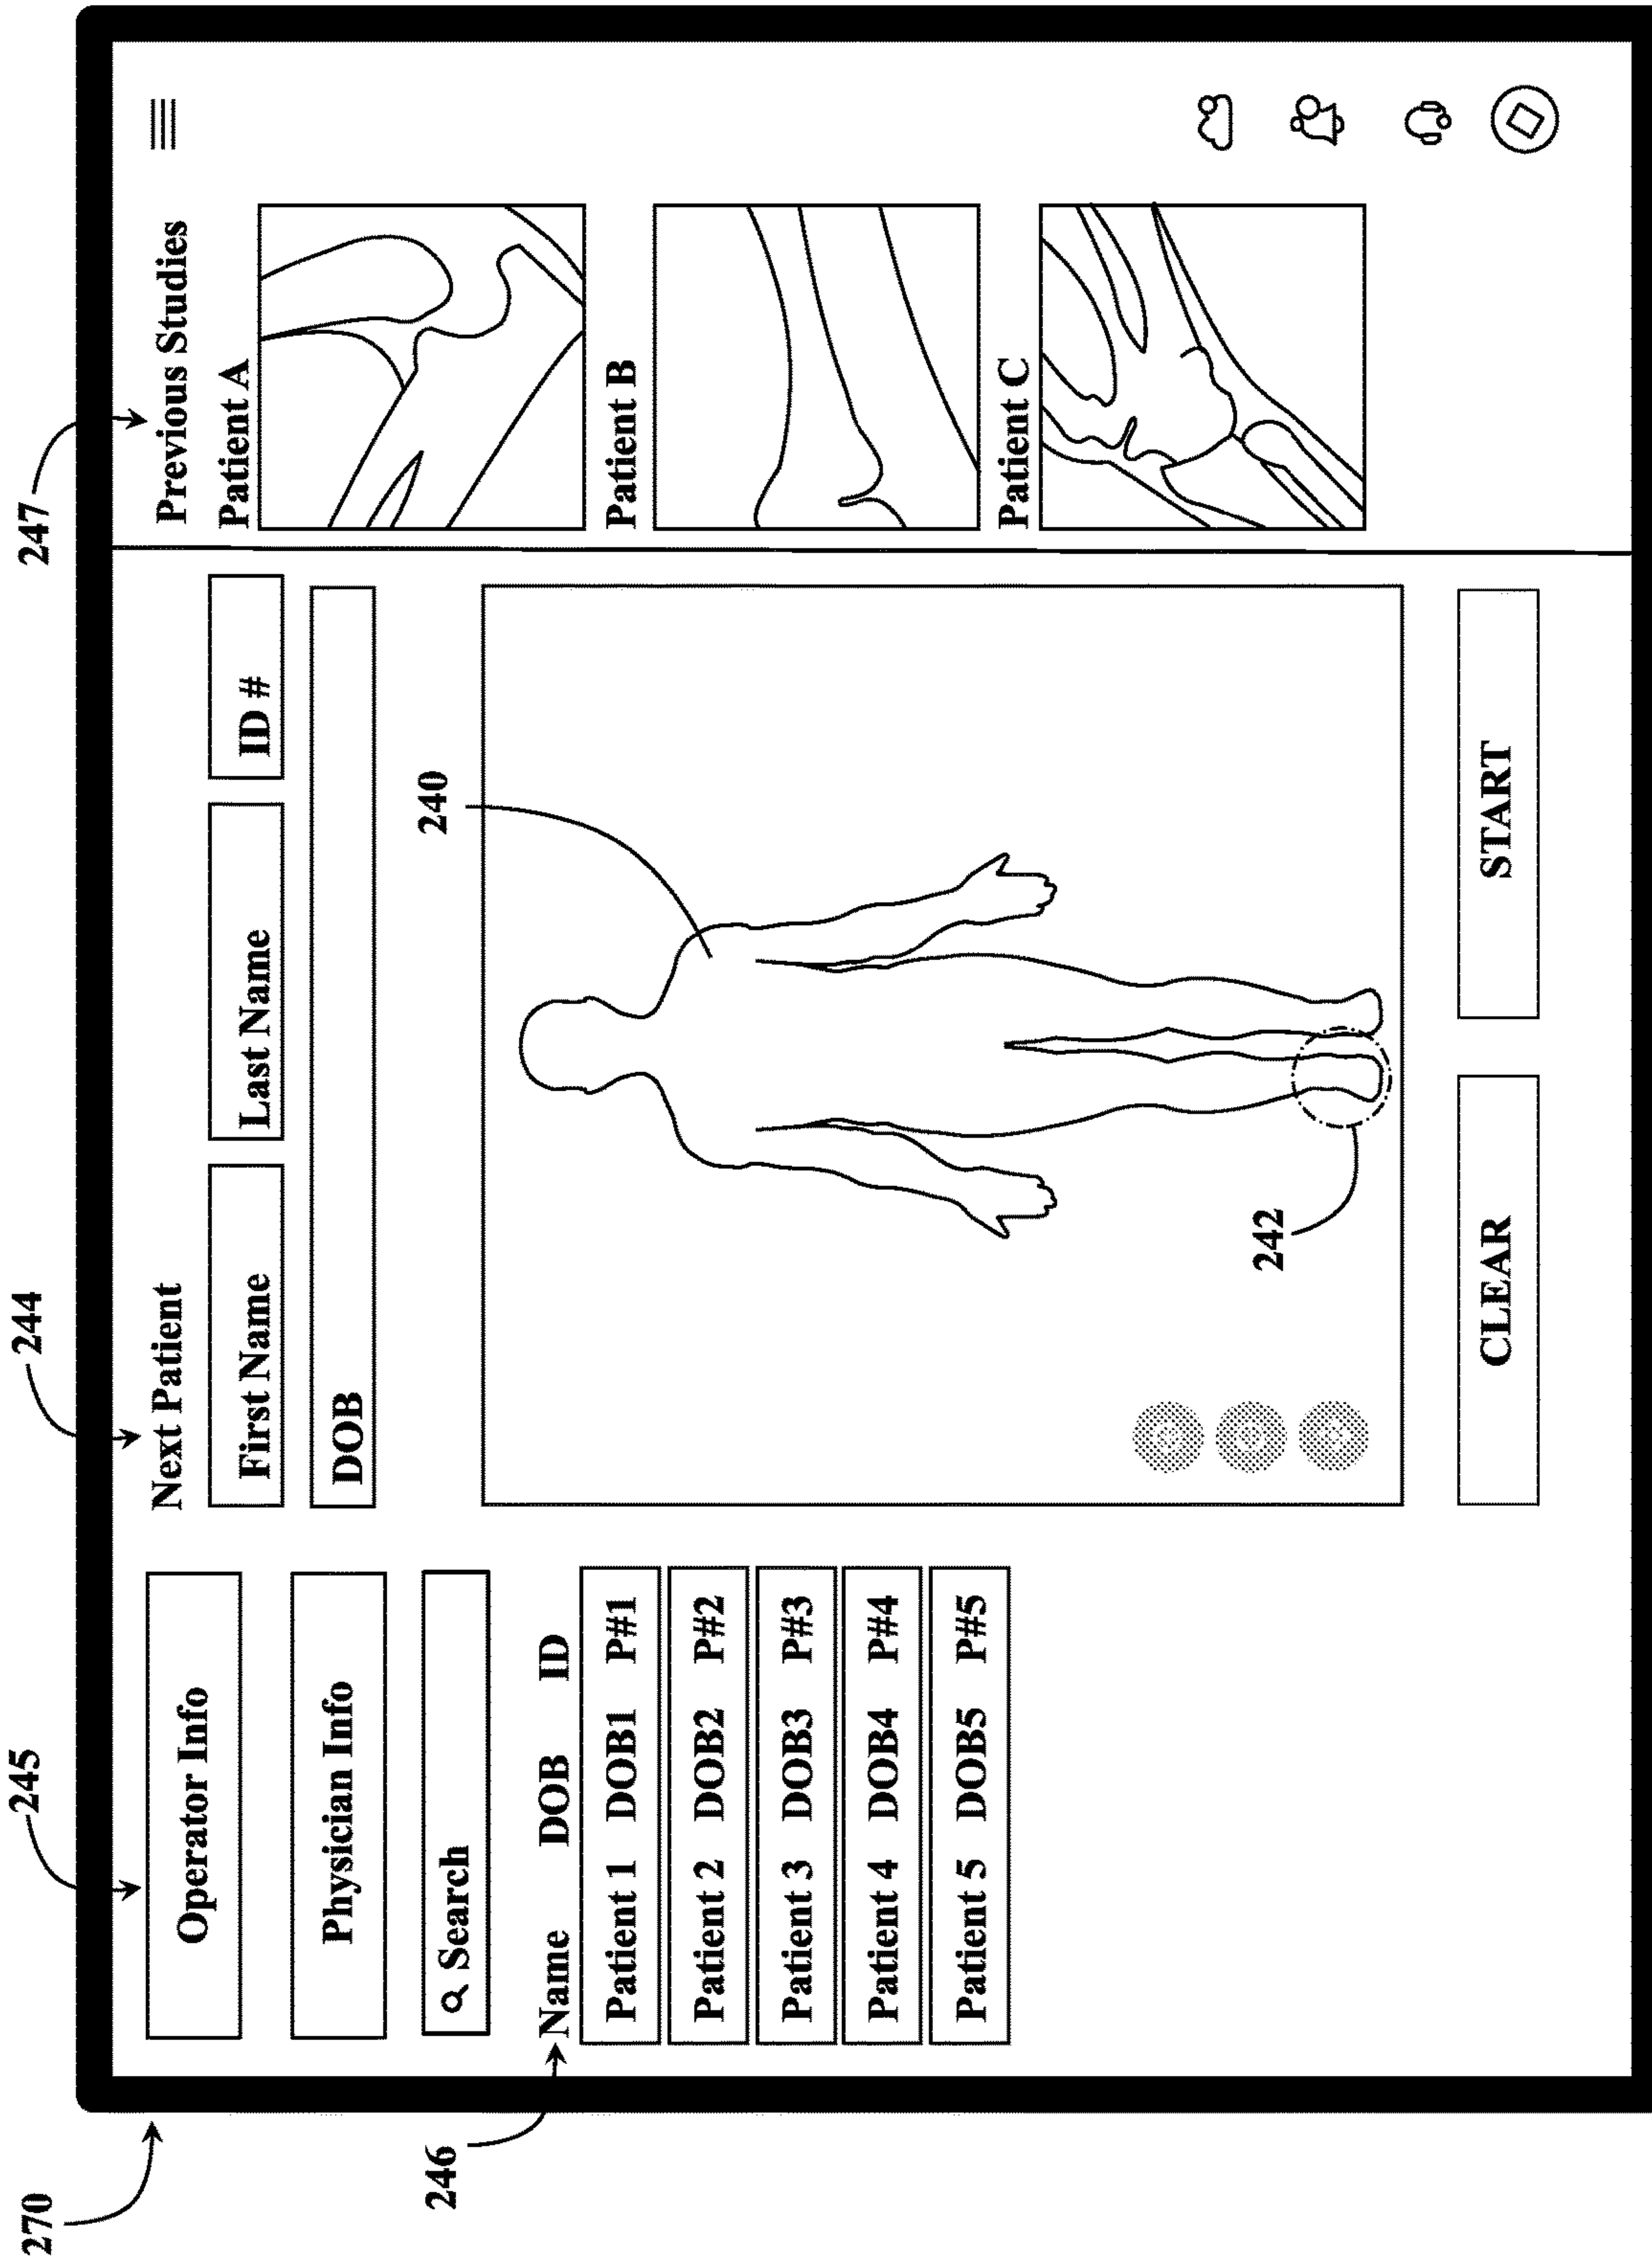 270
245
244
247
Operator Info
Physician Info
Search
246
Name DOB ID
Patient 1 DOB1 P#1
Patient 2 DOB2 P#2
Patient 3 DOB3 P#3
Patient 4 DOB4 P#4
Patient 5 DOB5 P#5
Next Patient
First Name Last Name ID #
DOB
240
242
CLEAR START
Previous Studies
Patient A
Patient B
Patient C